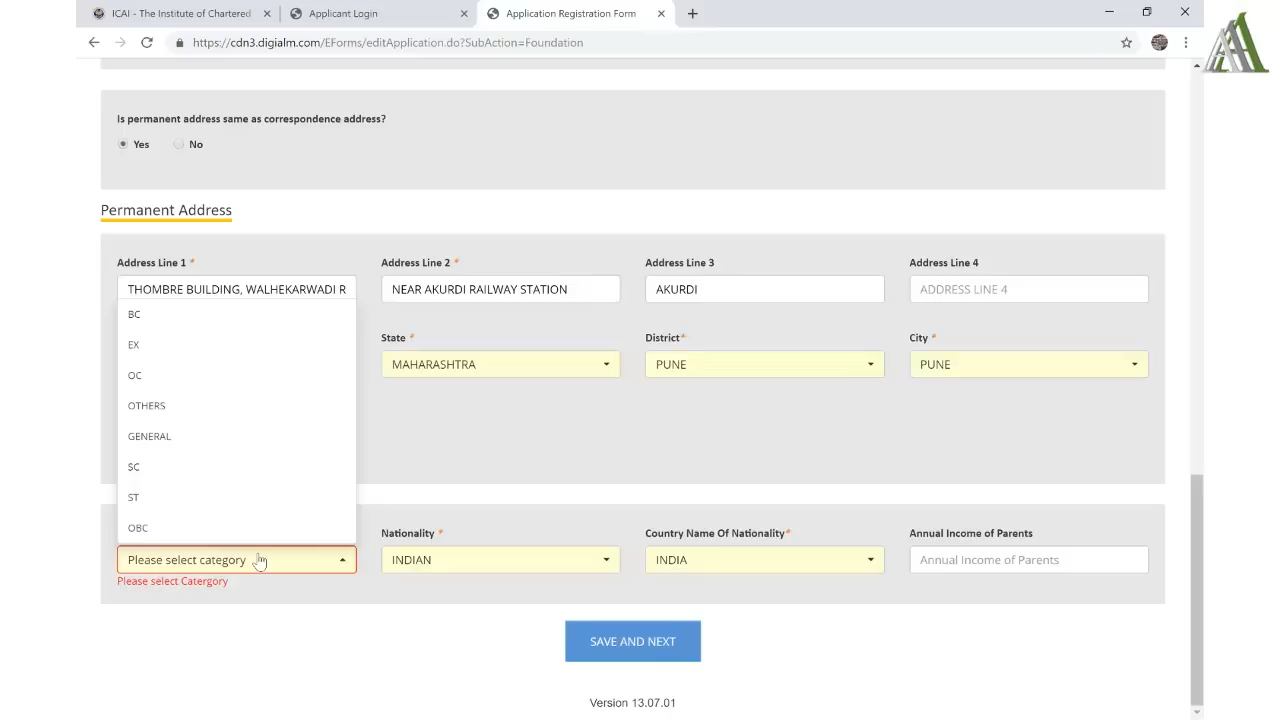 ICAI - The Institute of Chartered
Applicant Login
Application Registration Form
https://cdn3.digialm.com/EForms/editApplication.do?SubAction=Foundation
Is permanent address same as correspondence address?
Yes
No
Permanent Address
Address Line 1 *
Address Line 2 *
Address Line 3
Address Line 4
THOMBRE BUILDING, WALHEKARWADI R
NEAR AKURDI RAILWAY STATION
AKURDI
ADDRESS LINE 4
State *
District*
City *
MAHARASHTRA
PUNE
PUNE
BC
EX
OC
OTHERS
GENERAL
SC
ST
OBC
Please select category
Please select Catergory
Nationality *
Country Name Of Nationality*
Annual Income of Parents
INDIAN
INDIA
Annual Income of Parents
SAVE AND NEXT
Version 13.07.01